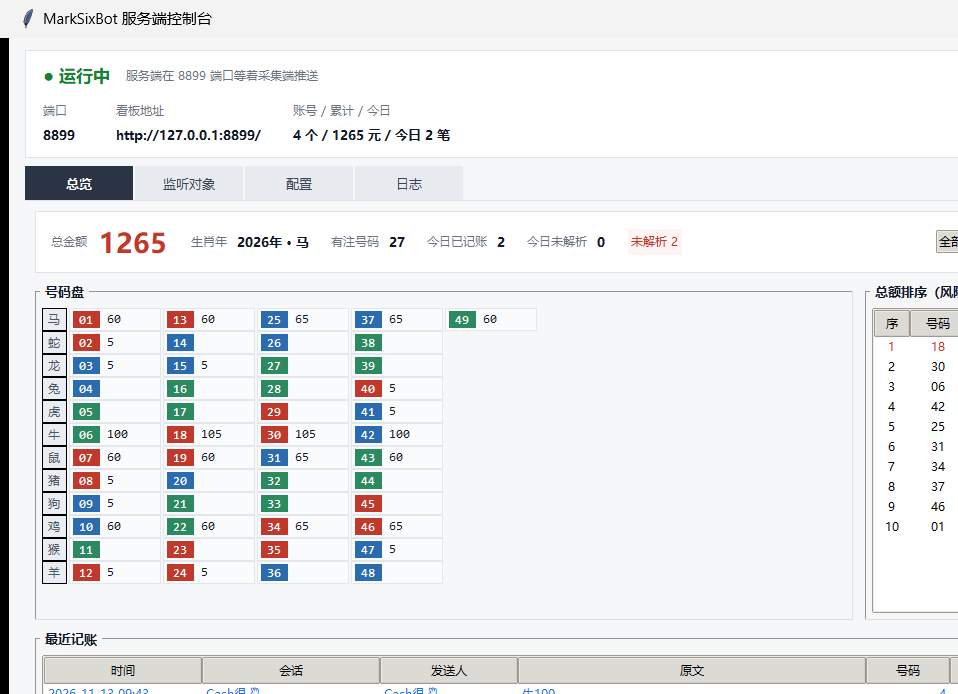 MarkSixBot 服务端控制台
● 运行中 服务端在 8899 端口等着采集端推送
端口 看板地址 账号 / 累计 / 今日
8899 http://127.0.0.1:8899/ 4 个 / 1265 元 / 今日 2 笔
总览 监听对象 配置 日志
总金额 1265 生肖年 2026年 • 马 有注号码 27 今日已记账 2 今日未解析 0 未解析 2 全部
号码盘 总额排序（风险
马 01 60 13 60 25 65 37 65 49 60
蛇 02 5 14 26 38
龙 03 5 15 5 27 39
兔 04 16 28 40 5
虎 05 17 29 41 5
牛 06 100 18 105 30 105 42 100
鼠 07 60 19 60 31 65 43 60
猪 08 5 20 32 44
狗 09 5 21 33 45
鸡 10 60 22 60 34 65 46 65
猴 11 23 35 47 5
羊 12 5 24 5 36 48
序 号码
1 18
2 30
3 06
4 42
5 25
6 31
7 34
8 37
9 46
10 01
最近记账
时间 会话 发送人 原文 号码
2026-11-13 09:43 牛100